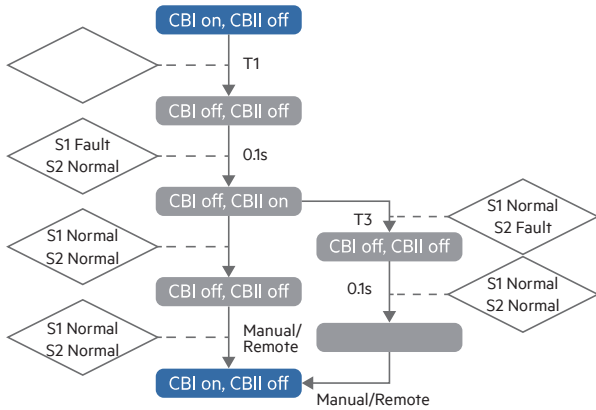 CBI on, CBII off
T1
CBI off, CBII off
S1 Fault
S2 Normal
0.1s
CBI off, CBII on
T3
S1 Normal
S2 Fault
S1 Normal
S2 Normal
CBI off, CBII off
CBI off, CBII off
0.1s
S1 Normal
S2 Normal
S1 Normal
S2 Normal
Manual/
Remote
CBI on, CBII off
Manual/Remote